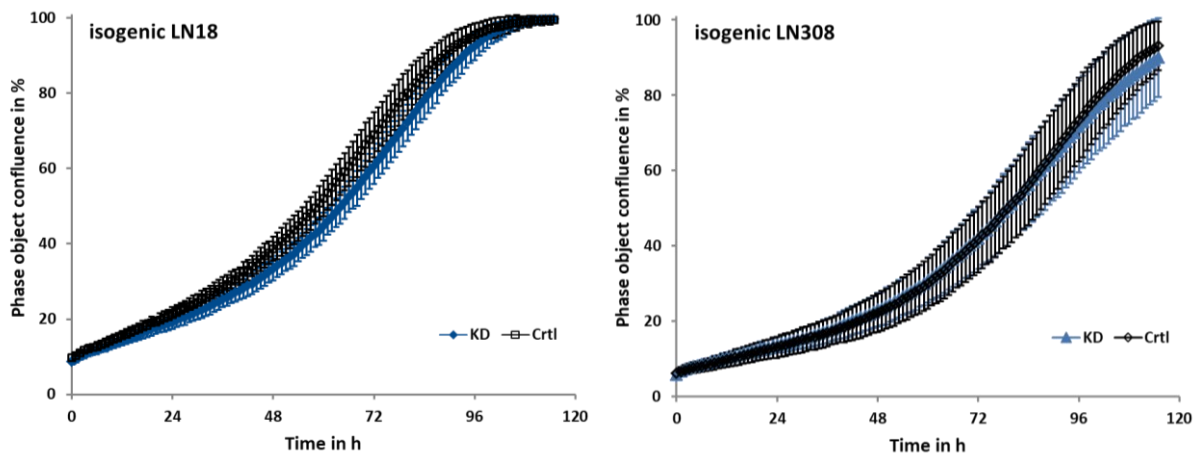 isogenic LN18
Phase object confluence in %
100
80
60
40
20
0
0 24 48 72 96 120
Time in h
KD Crtl
isogenic LN308
Phase object confluence in %
100
80
60
40
20
0
0 24 48 72 96 120
Time in h
KD Crtl